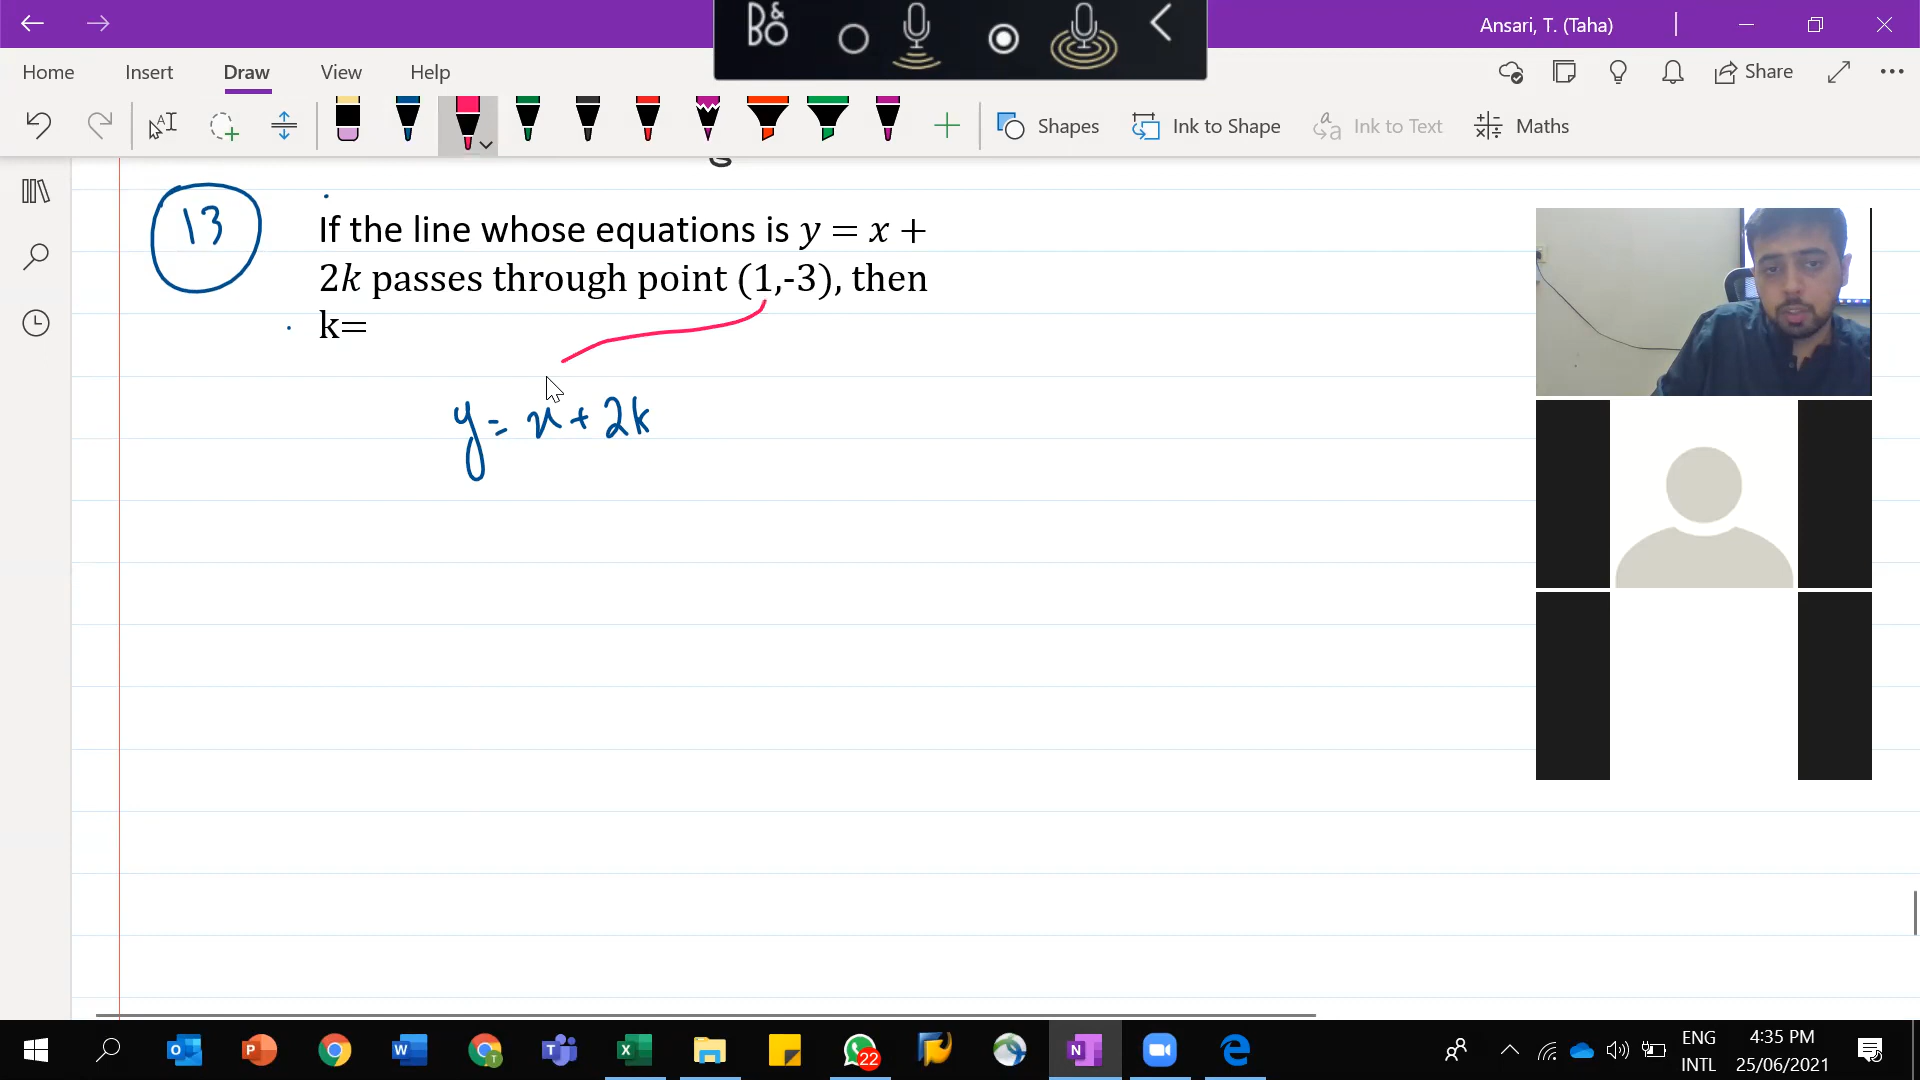 Ansari, T. (Taha)
B&O
Home Insert Draw View Help
Share
Shapes Ink to Shape Ink to Text Maths
13
If the line whose equations is y = x +
2k passes through point (1,-3), then
k=
y = x + 2k
22
ENG
INTL
4:35 PM
25/06/2021